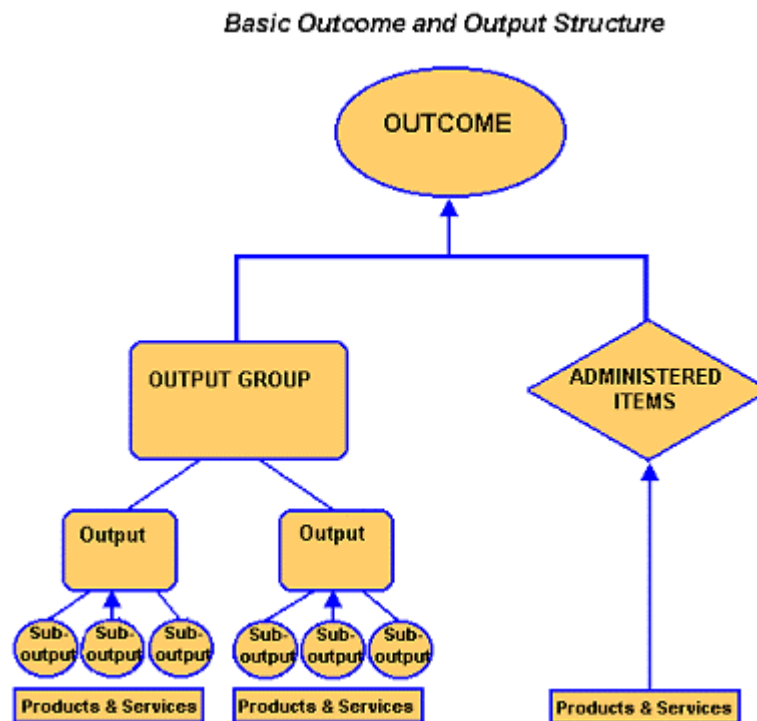 Basic Outcome and Output Structure
OUTCOME
OUTPUT GROUP
ADMINISTERED
ITEMS
Output
Output
Sub-
output
Sub-
output
Sub-
output
Sub-
output
Sub-
output
Sub-
output
Products & Services
Products & Services
Products & Services